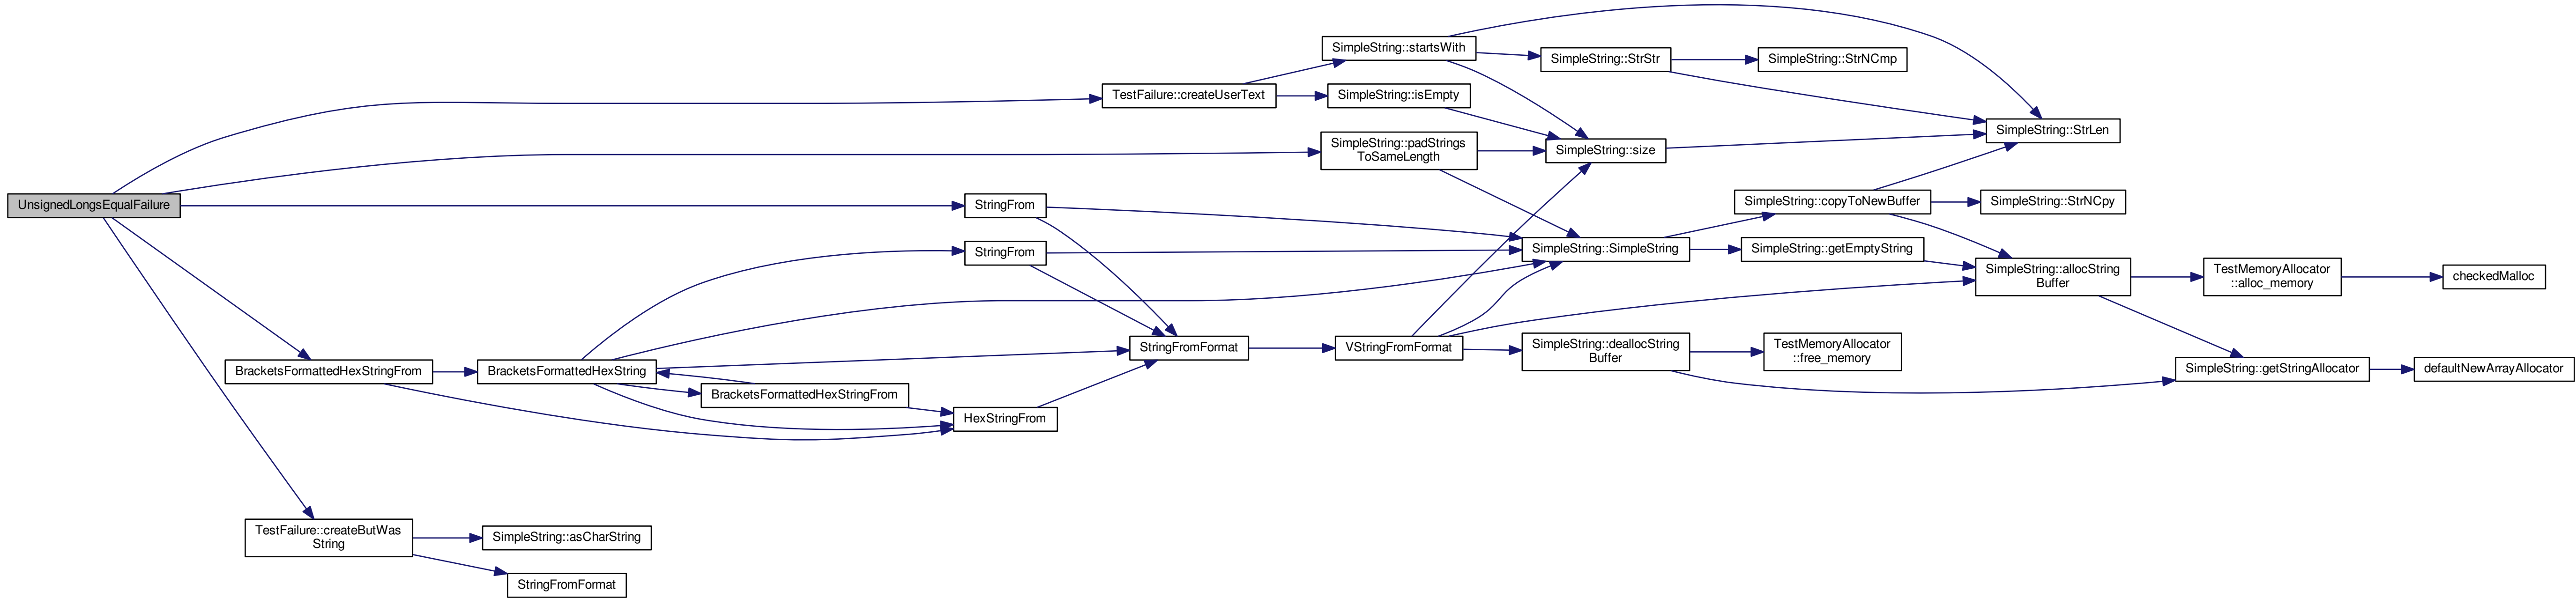 SimpleString::startsWith
SimpleString::StrStr
SimpleString::StrNCmp
TestFailure::createUserText
SimpleString::isEmpty
SimpleString::StrLen
SimpleString::padStrings
ToSameLength
SimpleString::size
UnsignedLongsEqualFailure
StringFrom
SimpleString::copyToNewBuffer
SimpleString::StrNCpy
StringFrom
SimpleString::SimpleString
SimpleString::getEmptyString
SimpleString::allocString
Buffer
TestMemoryAllocator
::alloc_memory
checkedMalloc
StringFromFormat
VStringFromFormat
SimpleString::deallocString
Buffer
TestMemoryAllocator
::free_memory
BracketsFormattedHexStringFrom
BracketsFormattedHexString
SimpleString::getStringAllocator
defaultNewArrayAllocator
BracketsFormattedHexStringFrom
HexStringFrom
TestFailure::createButWas
String
SimpleString::asCharString
StringFromFormat